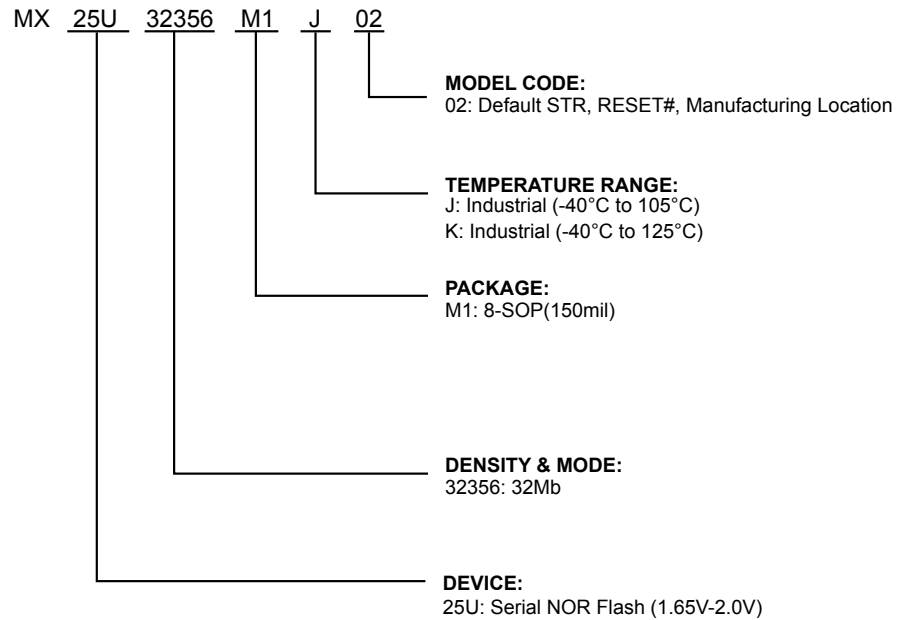 MX 25U 32356 M1 J 02
MODEL CODE:
02: Default STR, RESET#, Manufacturing Location
TEMPERATURE RANGE:
J: Industrial (-40°C to 105°C)
K: Industrial (-40°C to 125°C)
PACKAGE:
M1: 8-SOP(150mil)
DENSITY & MODE:
32356: 32Mb
DEVICE:
25U: Serial NOR Flash (1.65V-2.0V)